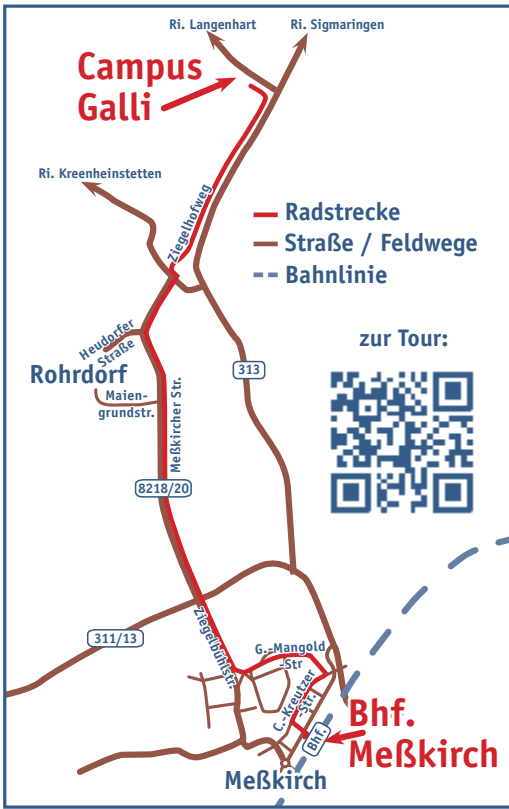 Ri. Langenhart
Ri. Sigmaringen
Campus
Galli
Ri. Kreenheinstetten
Ziegelhofweg
Radstrecke
Straße / Feldwege
Bahnlinie
zur Tour:
Heudorfer
Straße
Rohrdorf
Maien-
grundstr.
Meßkircher Str.
313
8218/20
311/13
Ziegelbühlstr.
G.-Mangold
-Str
C.-Kreutzer
-Str.
Bhf.
Bhf.
Meßkirch
Meßkirch